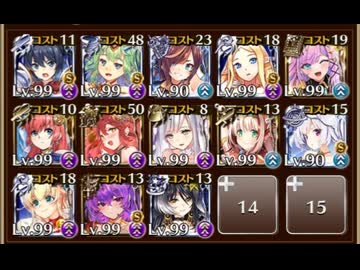 コスト11 コスト48 コスト23 コスト18 コスト19
Lv.99 S Lv.99 Lv.90 Lv.99 S Lv.99
コスト10 コスト50 コスト8 コスト13 コスト15
Lv.99 Lv.99 Lv.99 Lv.99 Lv.90 S
コスト18 コスト13 コスト13 + 14 + 15
Lv.99 Lv.99 S Lv.99